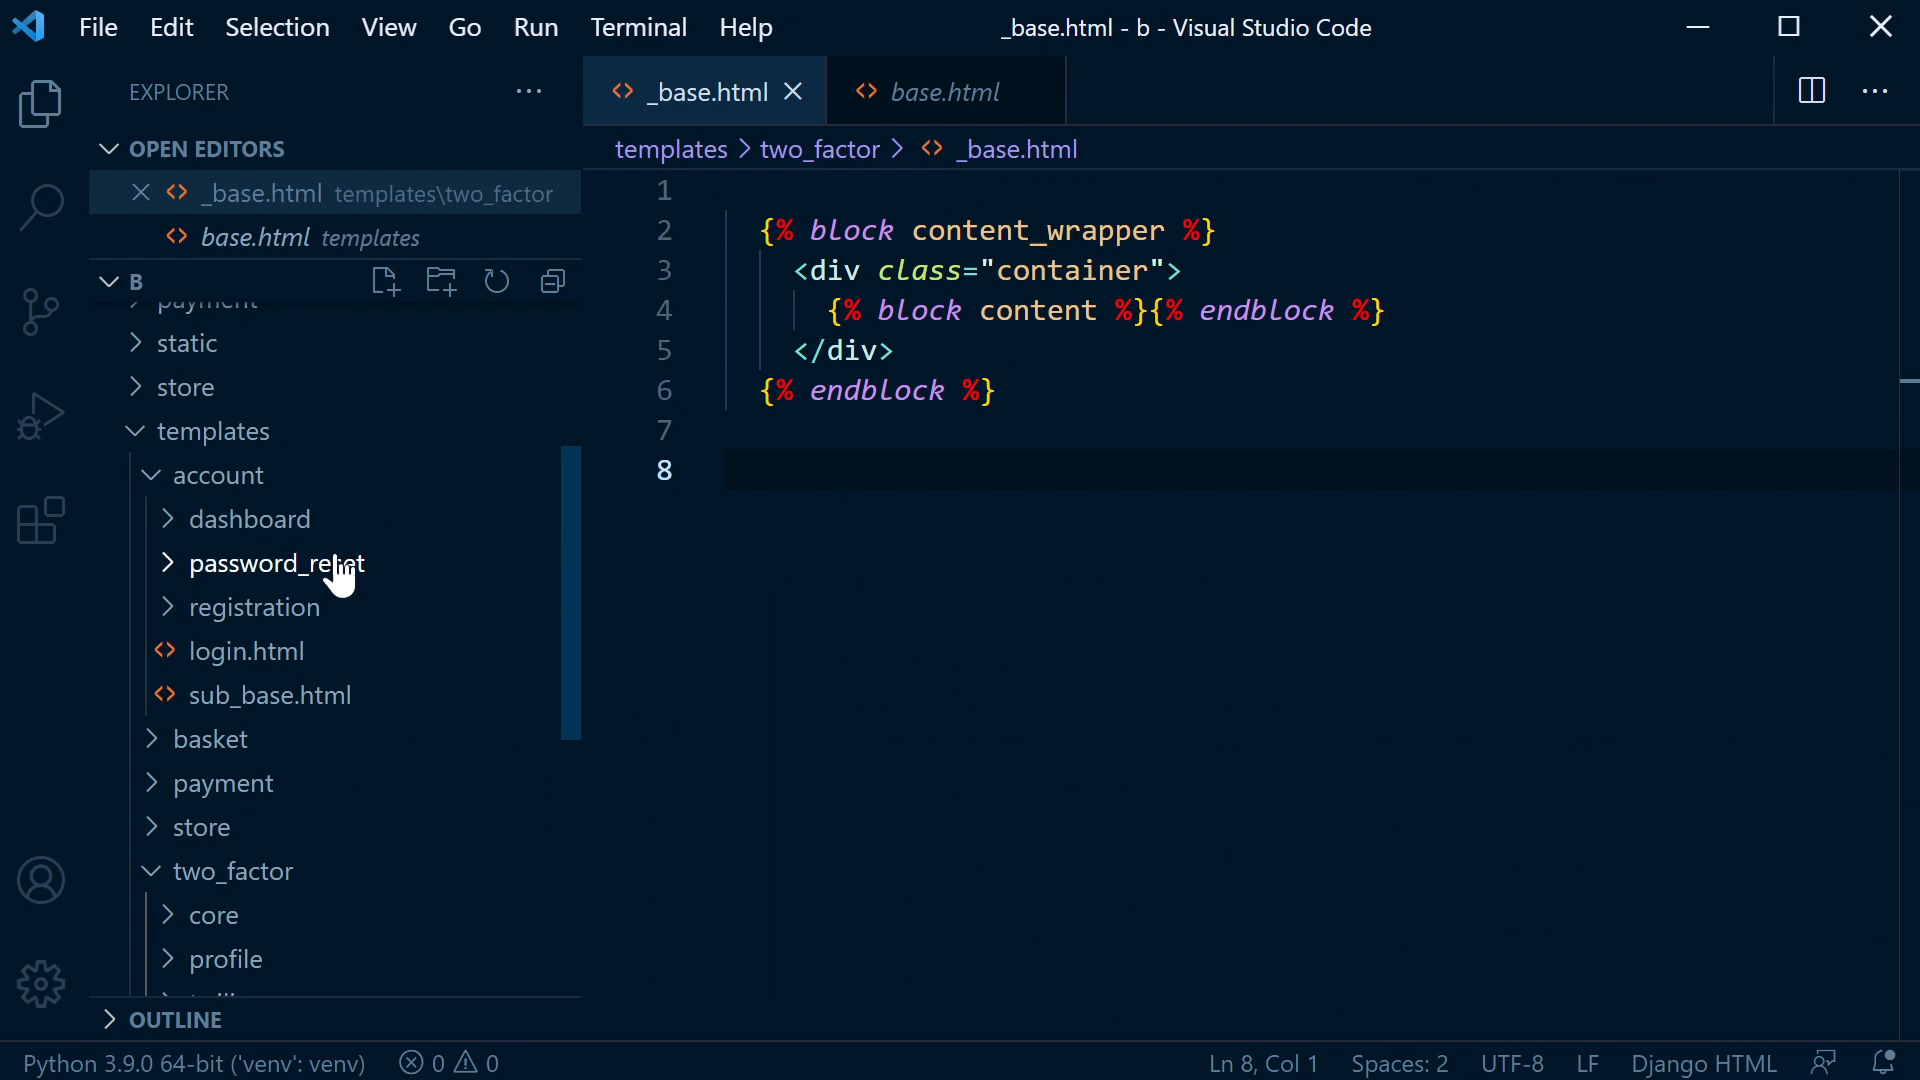 File Edit Selection View Go Run Terminal Help _base.html - b - Visual Studio Code
EXPLORER
OPEN EDITORS
_base.html templates\two_factor
base.html templates
B
payment
static
store
templates
account
dashboard
password_reset
registration
login.html
sub_base.html
basket
payment
store
two_factor
core
profile
OUTLINE
_base.html base.html
templates > two_factor > _base.html
1
2 {% block content_wrapper %}
3 <div class="container">
4 {% block content %}{% endblock %}
5 </div>
6 {% endblock %}
7
8
Python 3.9.0 64-bit ('venv': venv) 0 0 Ln 8, Col 1 Spaces: 2 UTF-8 LF Django HTML